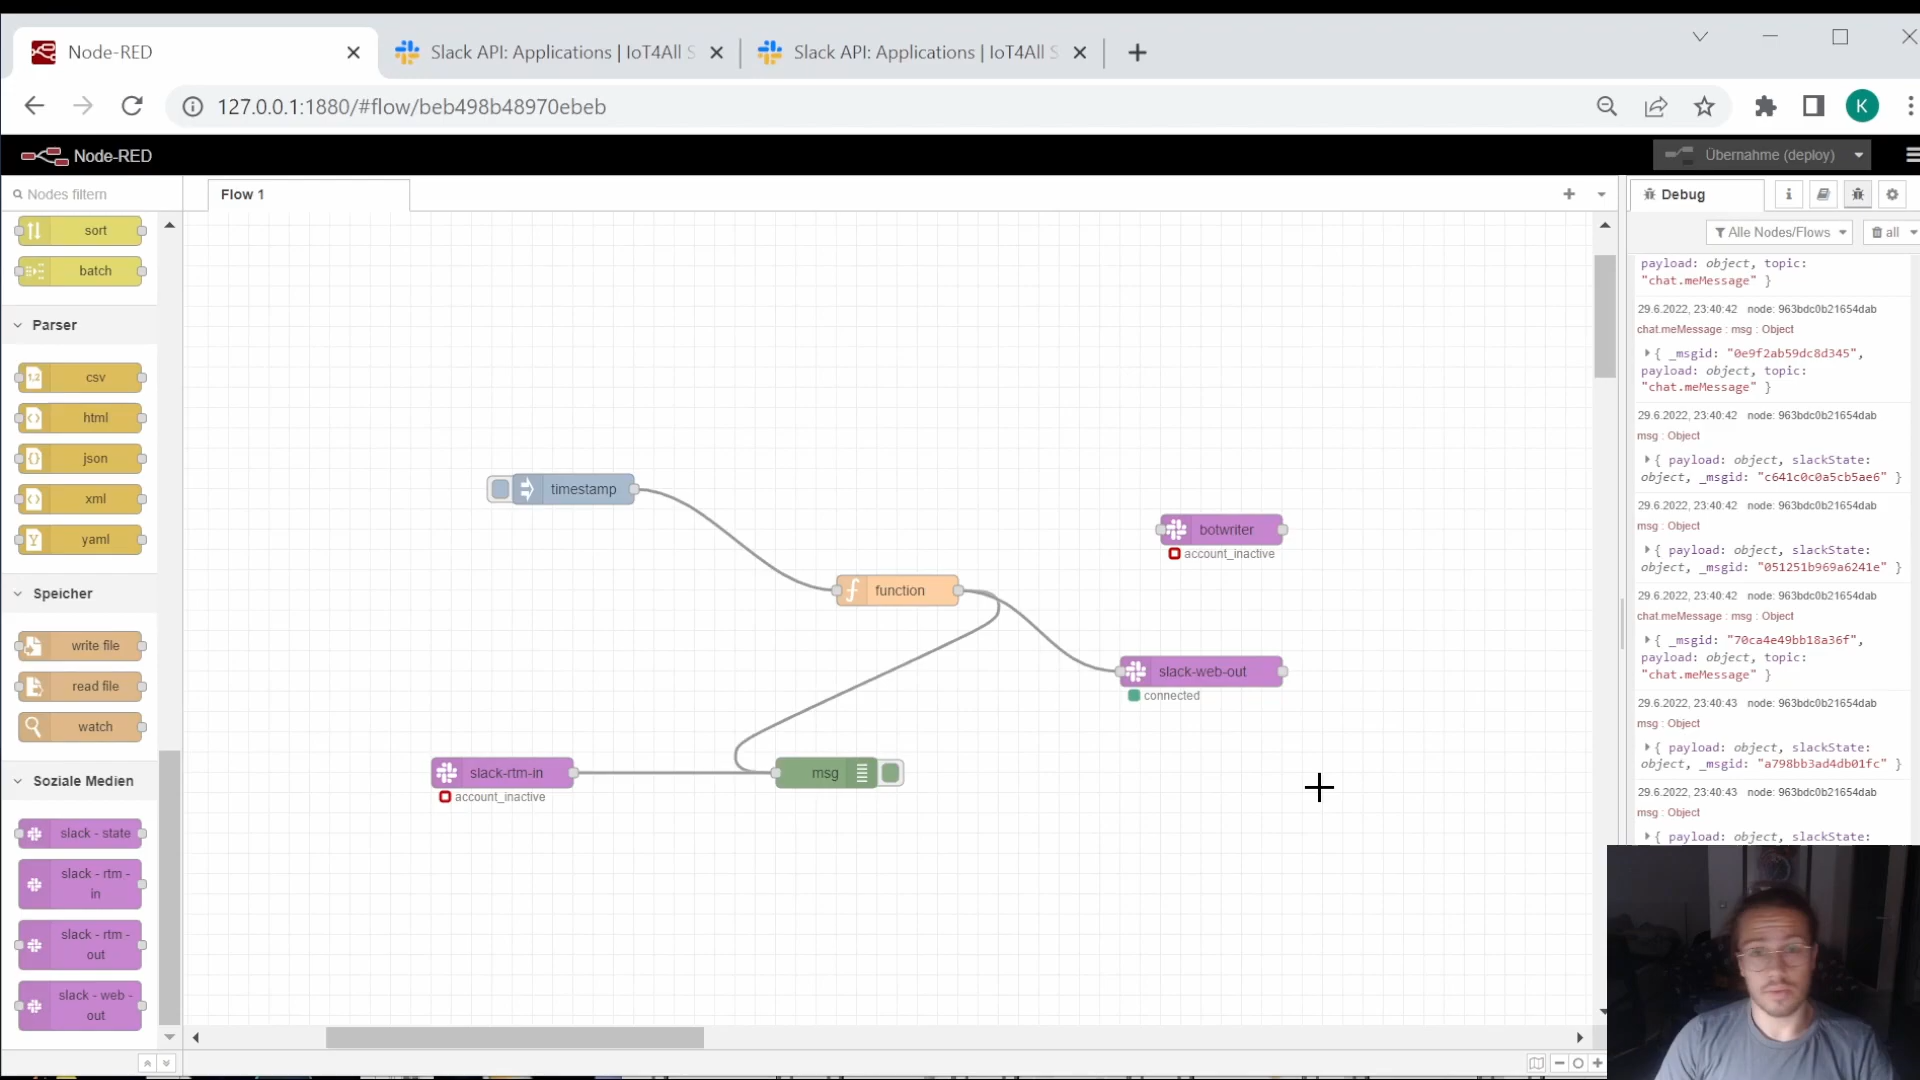 Node-RED
Slack API: Applications | IoT4All S
Slack API: Applications | IoT4All S
127.0.0.1:1880/#flow/beb498b48970ebeb
K
Node-RED
Übernahme (deploy)
Nodes filtern
Flow 1
Debug
i
Alle Nodes/Flows
all
sort
batch
Parser
csv
html
json
xml
yaml
Speicher
write file
read file
watch
Soziale Medien
slack - state
slack - rtm -
in
slack - rtm -
out
slack - web -
out
timestamp
function
botwriter
account_inactive
slack-web-out
connected
slack-rtm-in
account_inactive
msg
payload: object, topic:
"chat.meMessage" }
29.6.2022, 23:40:42 node: 963bdc0b21654dab
chat.meMessage : msg : Object
{ _msgid: "0e9f2ab59dc8d345",
payload: object, topic:
"chat.meMessage" }
29.6.2022, 23:40:42 node: 963bdc0b21654dab
msg : Object
{ payload: object, slackState:
object, _msgid: "c641c0c0a5cb5ae6" }
29.6.2022, 23:40:42 node: 963bdc0b21654dab
msg : Object
{ payload: object, slackState:
object, _msgid: "051251b969a6241e" }
29.6.2022, 23:40:42 node: 963bdc0b21654dab
chat.meMessage : msg : Object
{ _msgid: "70ca4e49bb18a36f",
payload: object, topic:
"chat.meMessage" }
29.6.2022, 23:40:43 node: 963bdc0b21654dab
msg : Object
{ payload: object, slackState:
object, _msgid: "a798bb3ad4db01fc" }
29.6.2022, 23:40:43 node: 963bdc0b21654dab
msg : Object
{ payload: object, slackState: